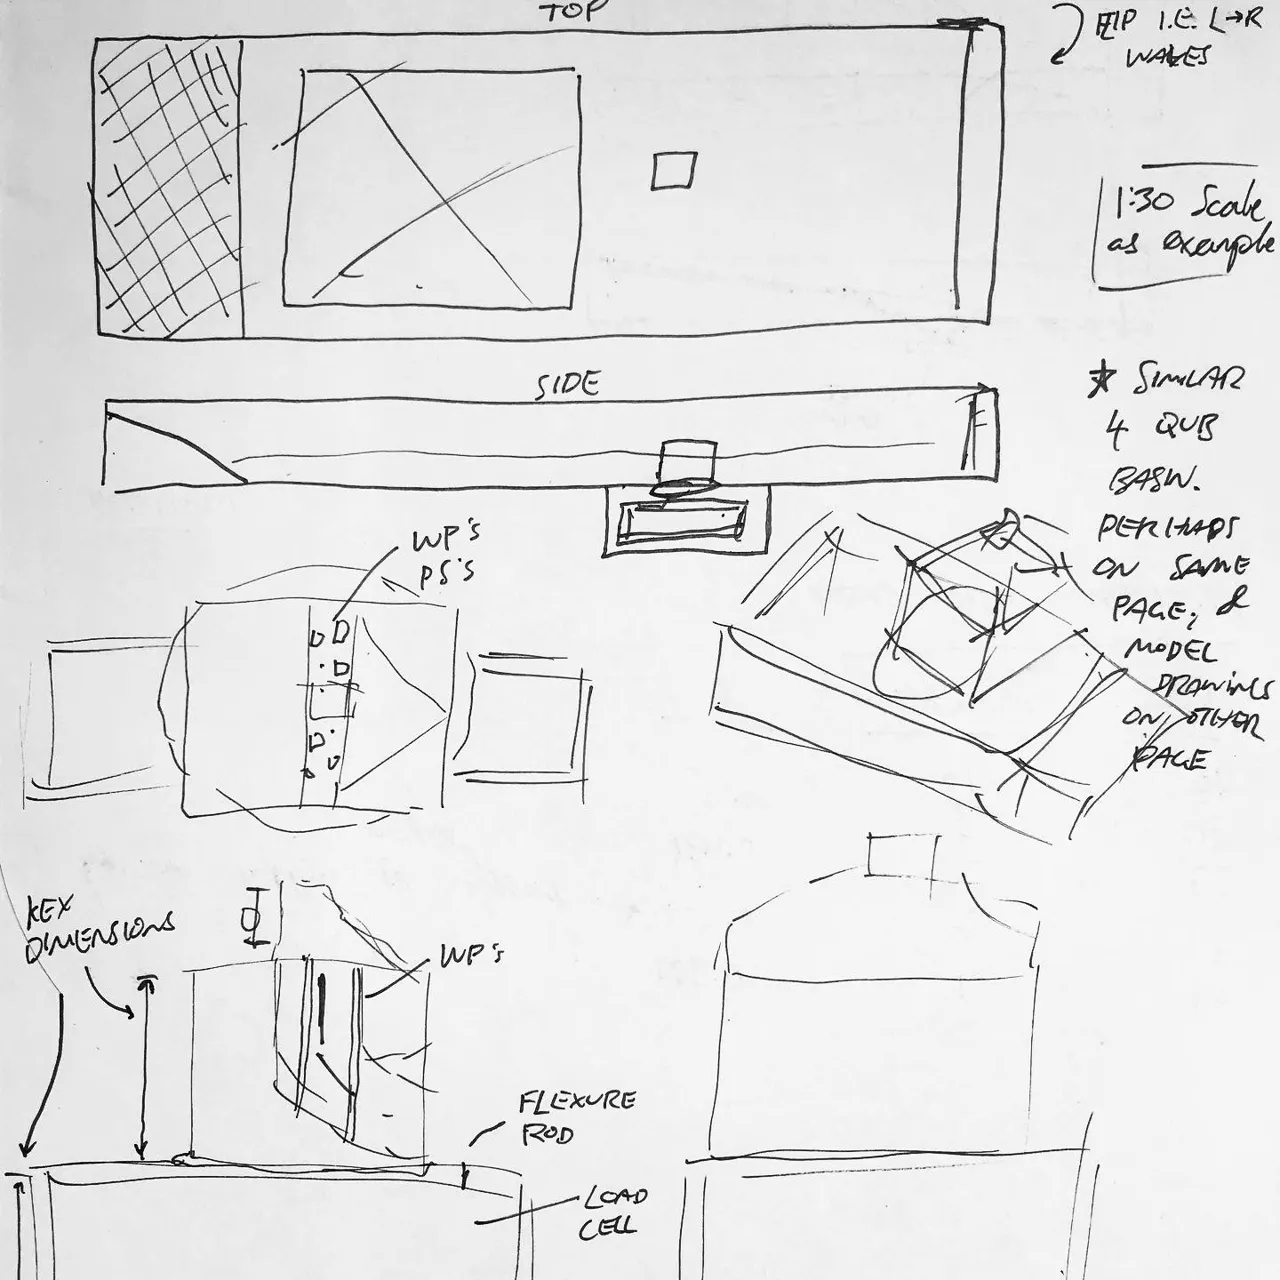 TOP
FLIP I.E. L→R
WAVES
1:30 Scale
as example
SIDE
★ SIMILAR
4 QUB
BASIN.
PERHAPS
ON SAME
PAGE, &
MODEL
DRAWINGS
ON OTHER
PAGE
WP's
PS's
KEY
DIMENSIONS
WP's
FLEXURE
ROD
LOAD
CELL